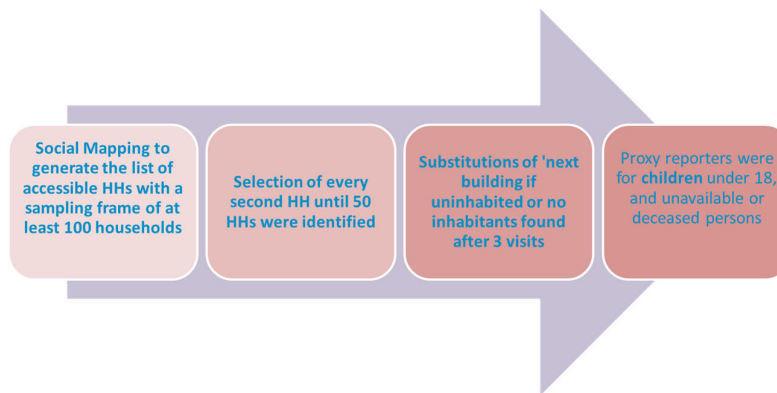 Social Mapping to
generate the list of
accessible HHs with a
sampling frame of at
least 100 households
Selection of every
second HH until 50
HHs were identified
Substitutions of 'next
building if
uninhabited or no
inhabitants found
after 3 visits
Proxy reporters were
for children under 18,
and unavailable or
deceased persons